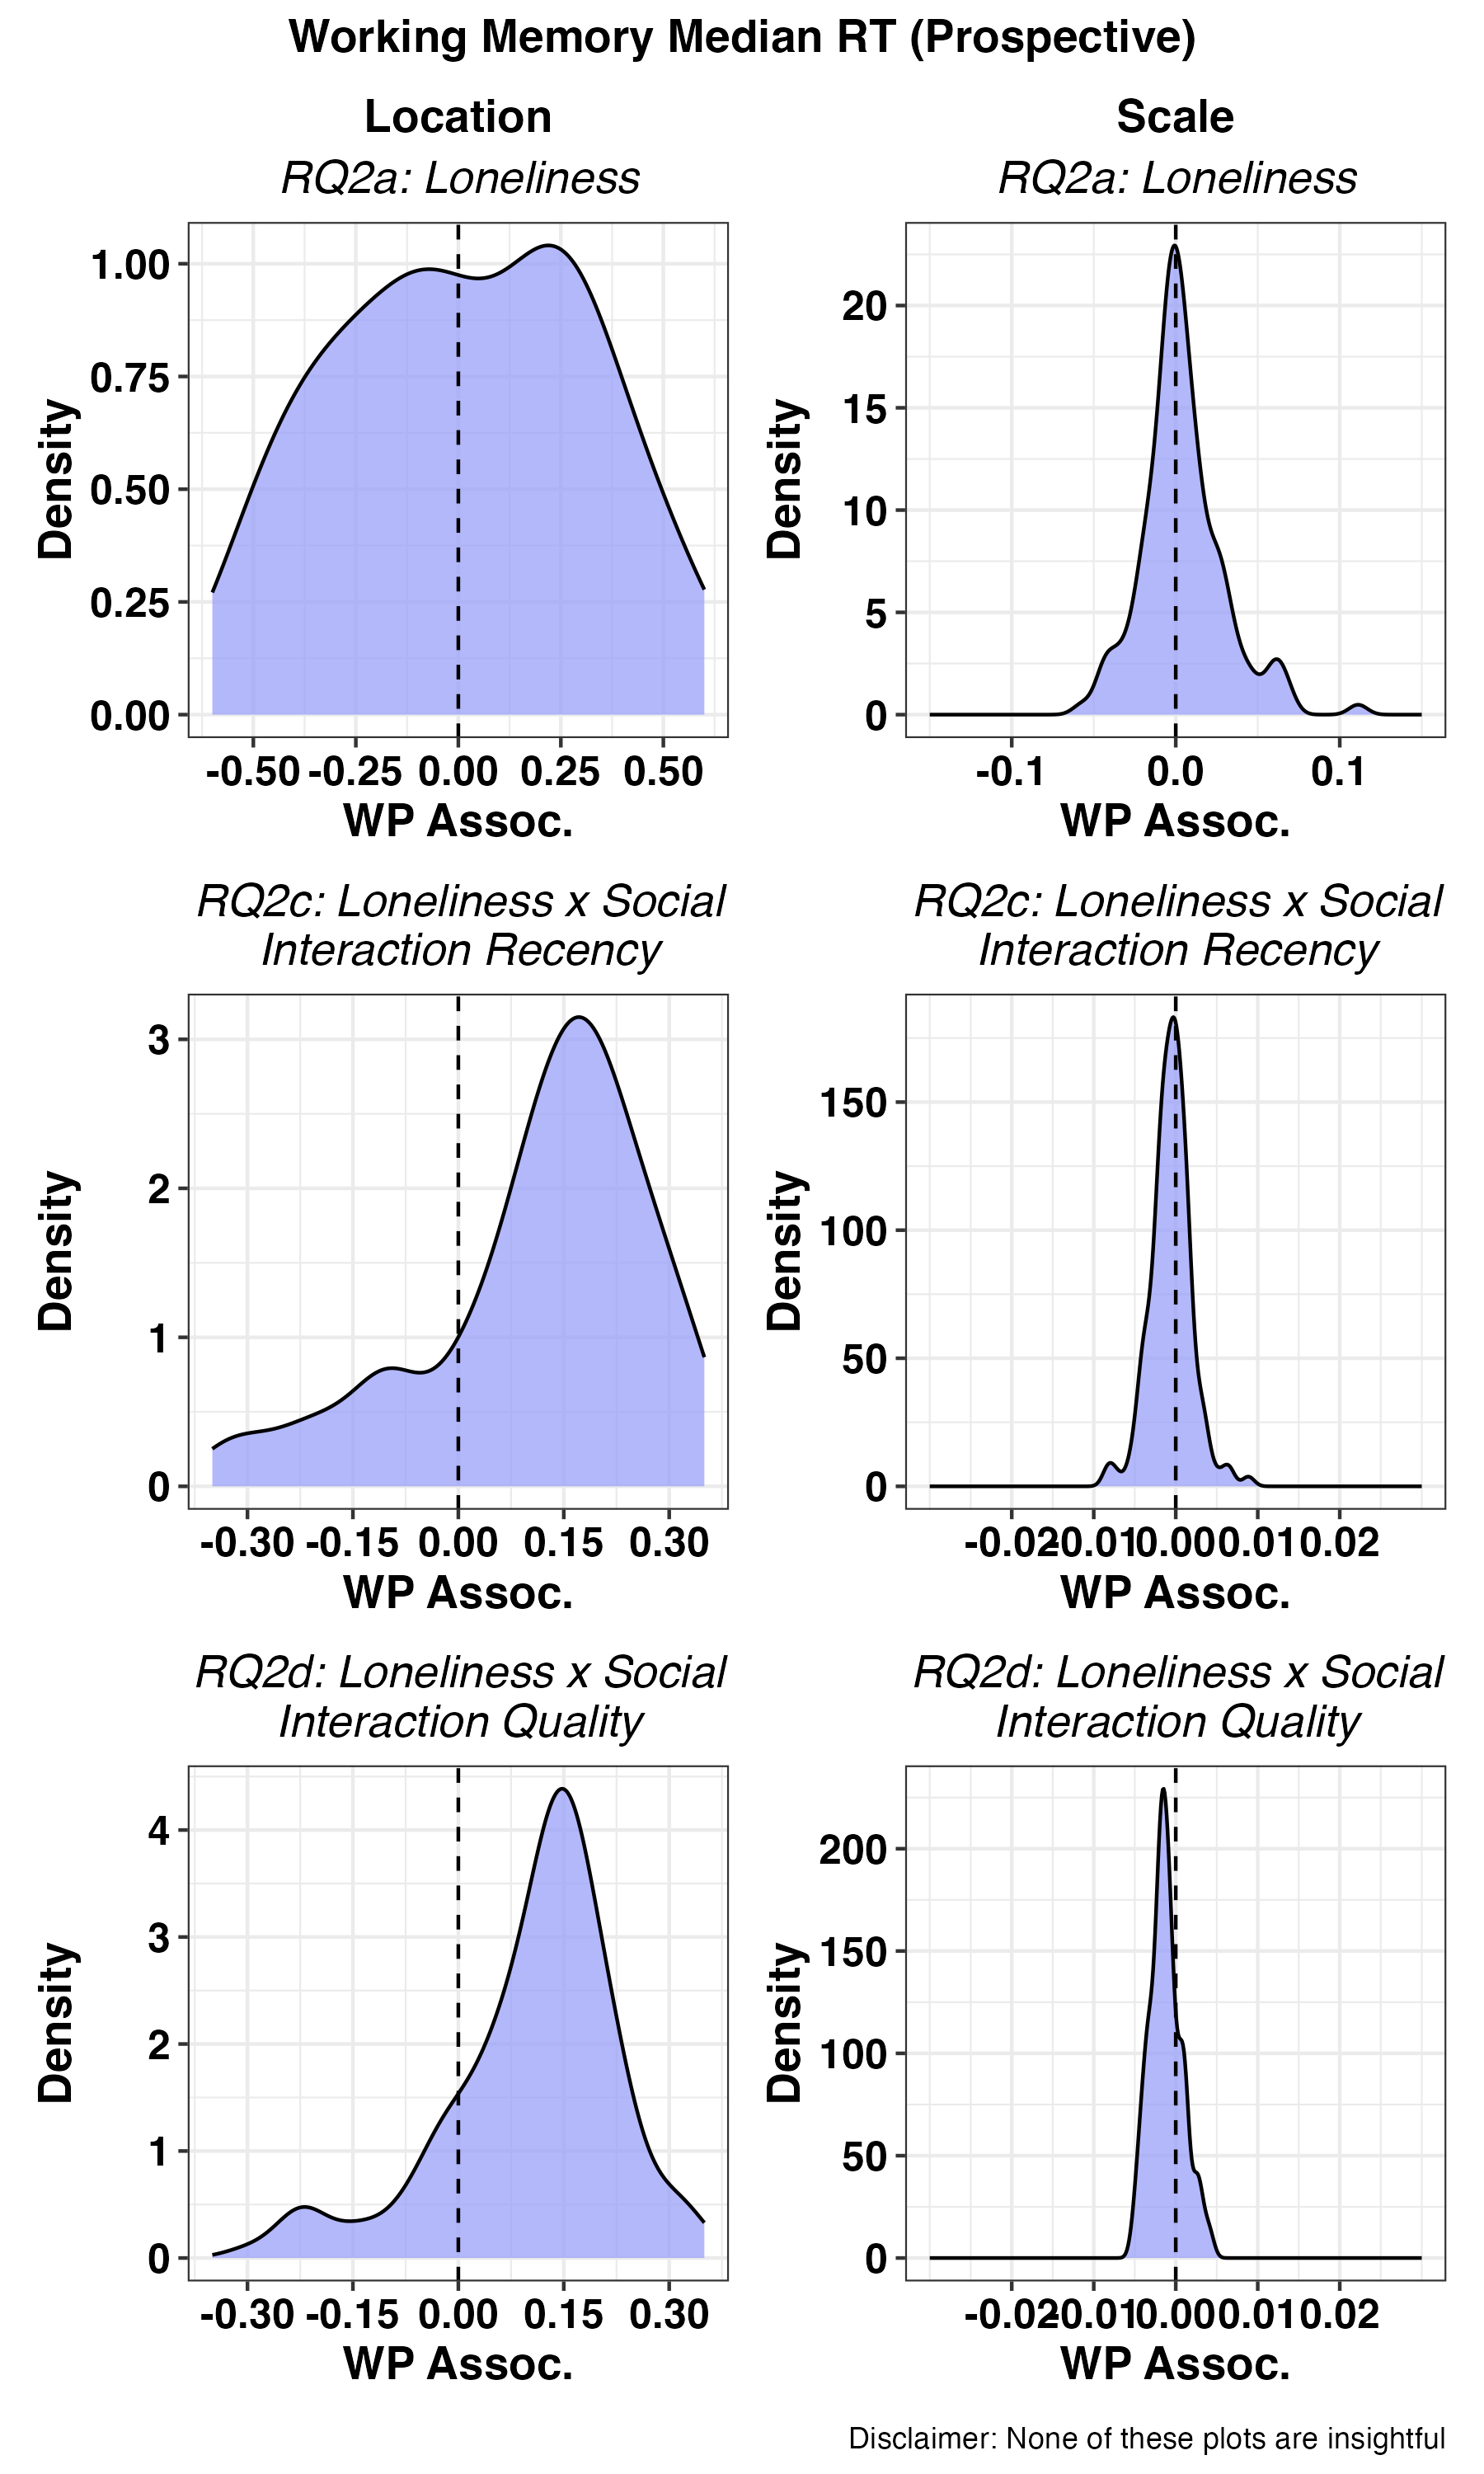 Working Memory Median RT (Prospective)
Location
Scale
RQ2a: Loneliness
RQ2a: Loneliness
Density
1.00
0.75
0.50
0.25
0.00
-0.50 -0.25 0.00 0.25 0.50
WP Assoc.
Density
20
15
10
5
0
-0.1 0.0 0.1
WP Assoc.
RQ2c: Loneliness x Social
Interaction Recency
Density
3
2
1
0
-0.30 -0.15 0.00 0.15 0.30
WP Assoc.
RQ2c: Loneliness x Social
Interaction Recency
Density
150
100
50
0
-0.02 -0.01 0.00 0.01 0.02
WP Assoc.
RQ2d: Loneliness x Social
Interaction Quality
Density
4
3
2
1
0
-0.30 -0.15 0.00 0.15 0.30
WP Assoc.
RQ2d: Loneliness x Social
Interaction Quality
Density
200
150
100
50
0
-0.02 -0.01 0.00 0.01 0.02
WP Assoc.
Disclaimer: None of these plots are insightful